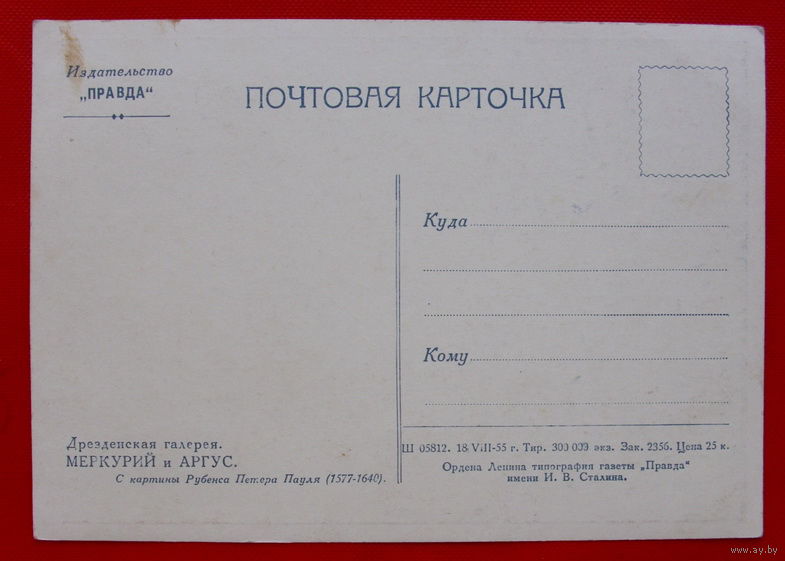 Издательство
„ПРАВДА“
ПОЧТОВАЯ КАРТОЧКА
Куда
Кому
Дрезденская галерея.
МЕРКУРИЙ и АРГУС.
С картины Рубенса Петера Пауля (1577-1640).
Ш 05812. 18/VIII-55 г. Тир. 300 000 экз. Зак. 2356. Цена 25 к.
Ордена Ленина типография газеты „Правда“
имени И. В. Сталина.
www.ay.by